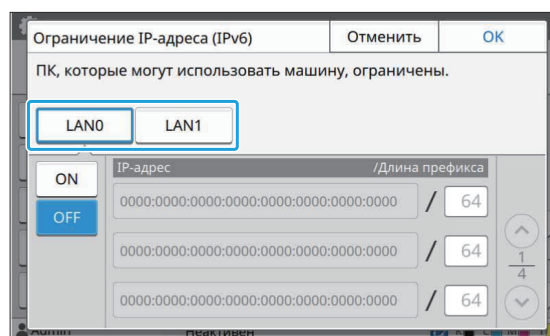 Ограничение IP-адреса (IPv6) Отменить OK
ПК, которые могут использовать машину, ограничены.
LAN0 LAN1
IP-адрес /Длина префикса
ON
0000:0000:0000:0000:0000:0000:0000:0000 / 64
OFF
0000:0000:0000:0000:0000:0000:0000:0000 / 64
1
4
0000:0000:0000:0000:0000:0000:0000:0000 / 64
Admin Неактивен